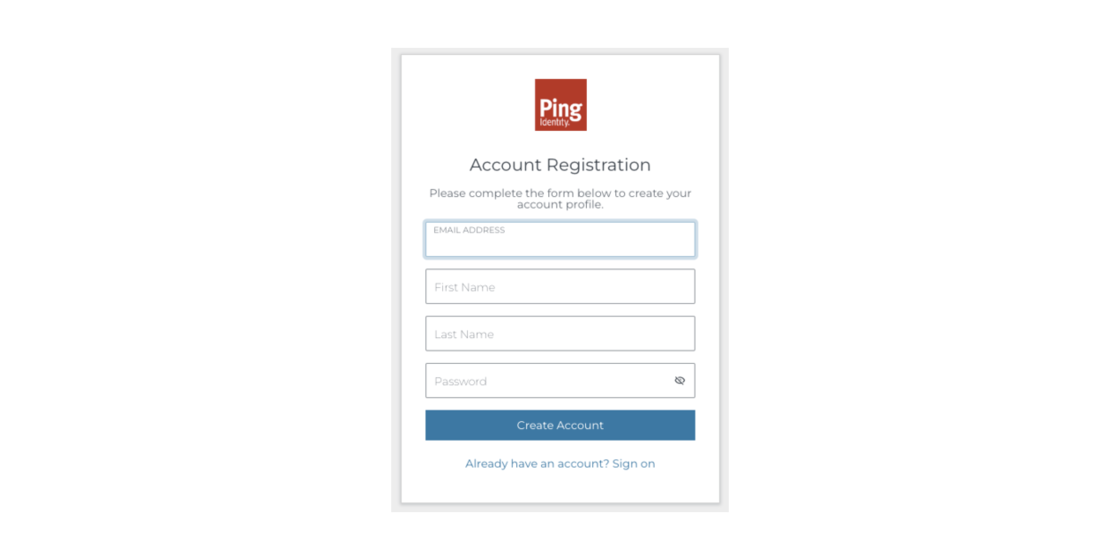 Ping
Identity.
Account Registration
Please complete the form below to create your
account profile.
EMAIL ADDRESS
First Name
Last Name
Password
Create Account
Already have an account? Sign on